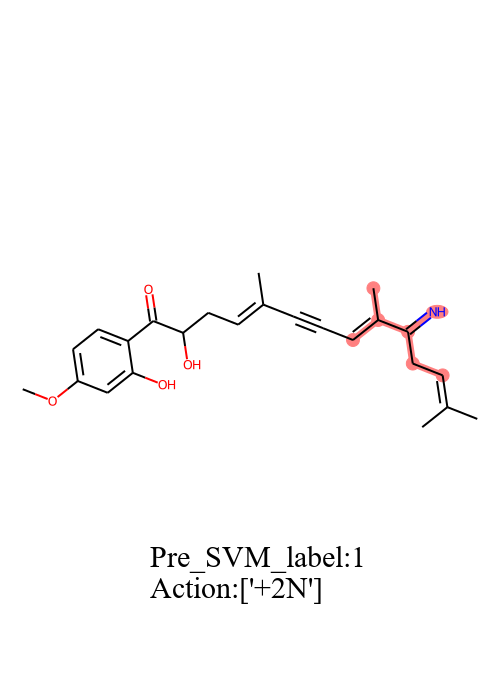 O
NH
OH
OH
O
Pre_SVM_label:1
Action:['+2N']